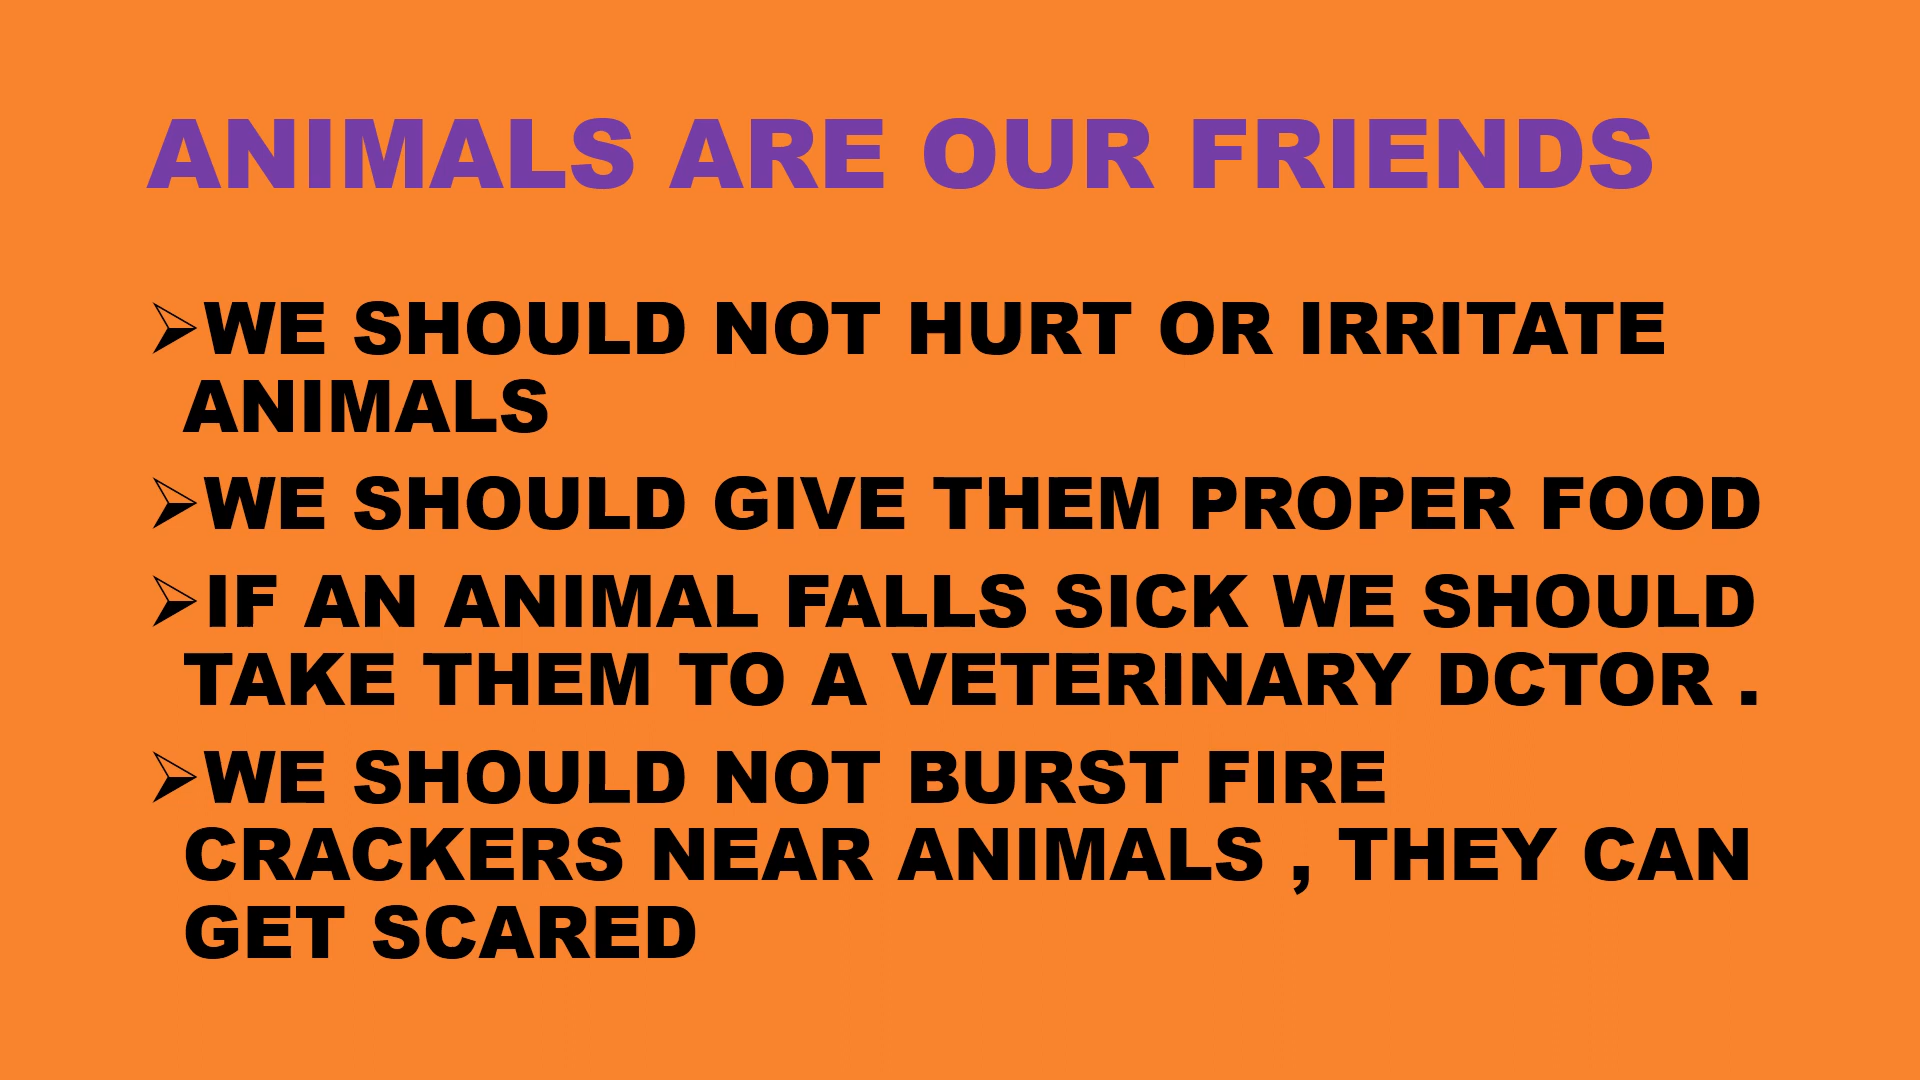 ANIMALS ARE OUR FRIENDS
➢WE SHOULD NOT HURT OR IRRITATE
ANIMALS
➢WE SHOULD GIVE THEM PROPER FOOD
➢IF AN ANIMAL FALLS SICK WE SHOULD
TAKE THEM TO A VETERINARY DCTOR .
➢WE SHOULD NOT BURST FIRE
CRACKERS NEAR ANIMALS , THEY CAN
GET SCARED